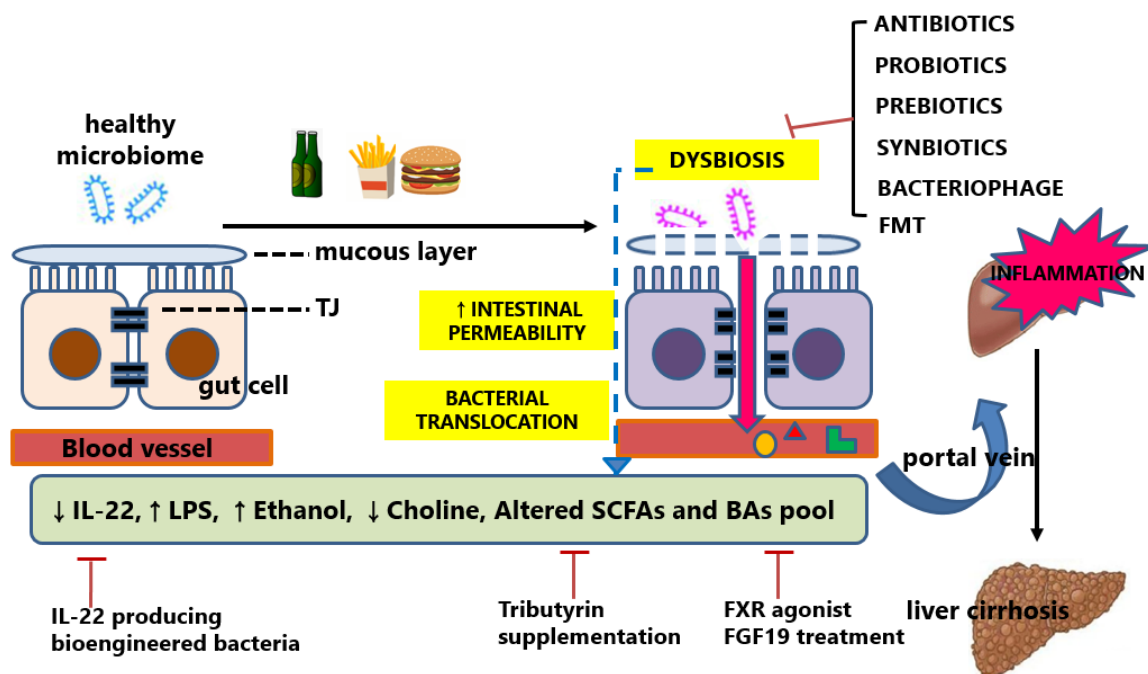 ANTIBIOTICS
PROBIOTICS
PREBIOTICS
SYNBIOTICS
BACTERIOPHAGE
FMT
healthy
microbiome
DYSBIOSIS
mucous layer
TJ
gut cell
Blood vessel
↑ INTESTINAL
PERMEABILITY
BACTERIAL
TRANSLOCATION
INFLAMMATION
portal vein
↓ IL-22, ↑ LPS, ↑ Ethanol, ↓ Choline, Altered SCFAs and BAs pool
IL-22 producing
bioengineered bacteria
Tributyrin
supplementation
FXR agonist
FGF19 treatment
liver cirrhosis